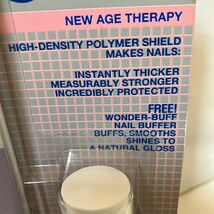 NEW AGE THERAPY
HIGH-DENSITY POLYMER SHIELD
MAKES NAILS:
INSTANTLY THICKER
MEASURABLY STRONGER
INCREDIBLY PROTECTED
FREE!
WONDER-BUFF
NAIL BUFFER
BUFFS, SMOOTHS
SHINES TO
A NATURAL GLOSS